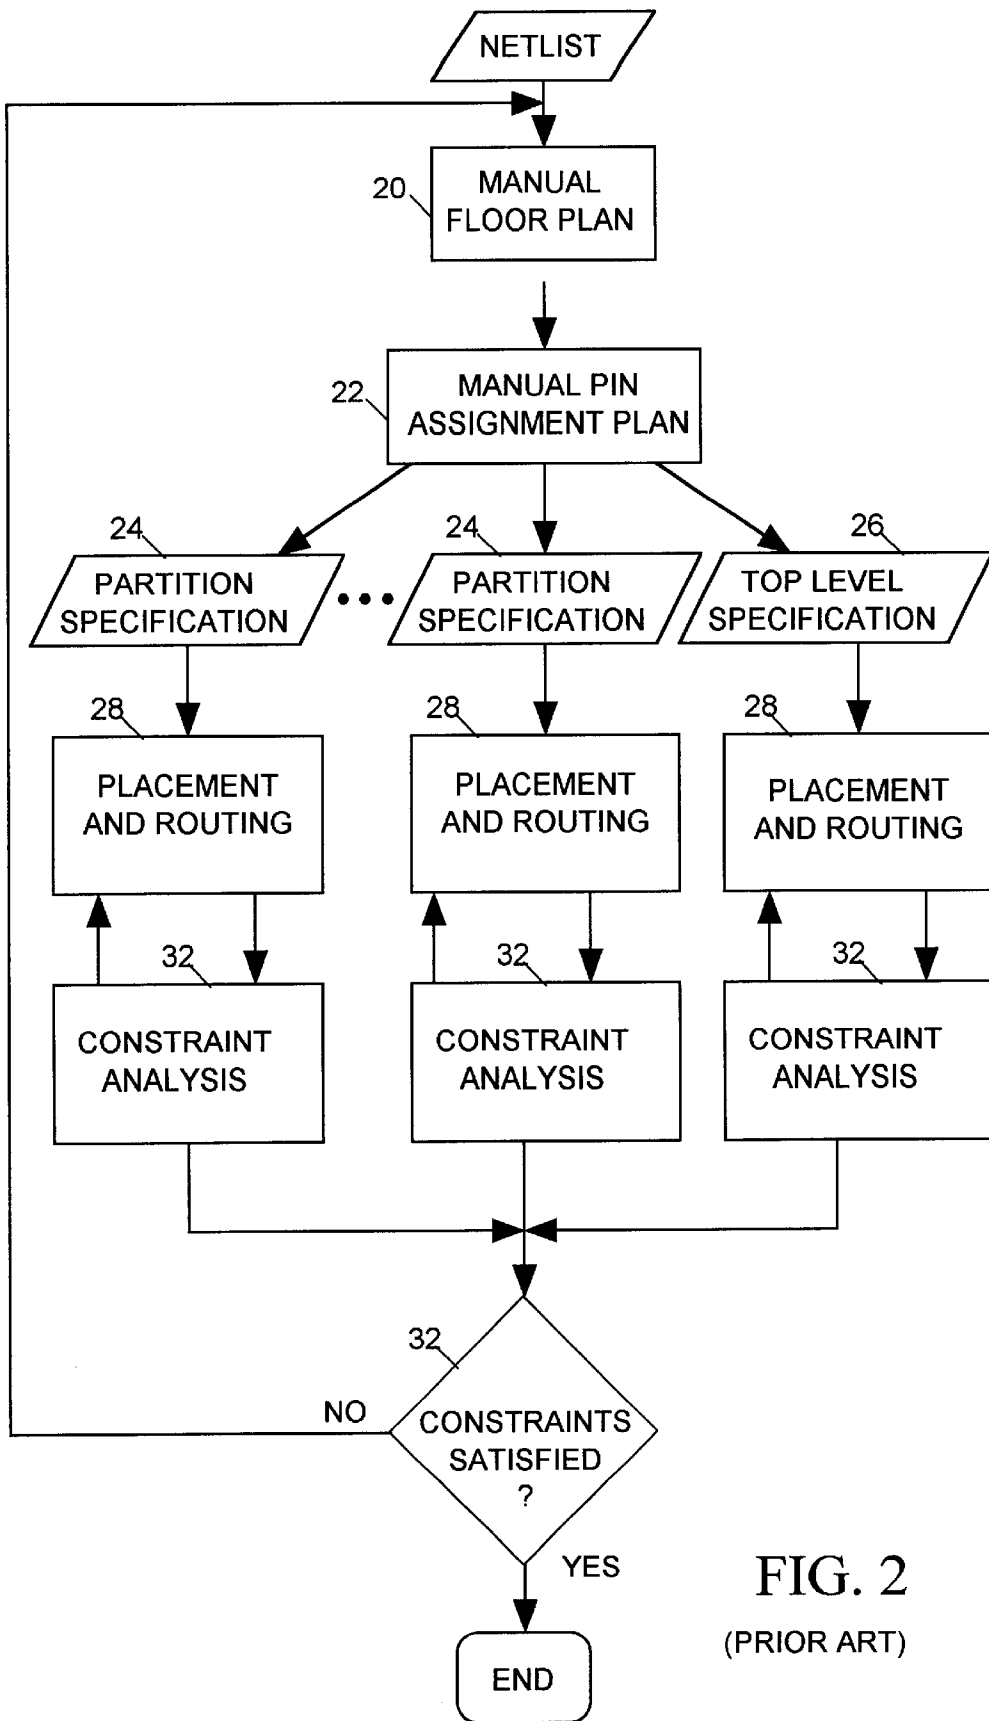 NETLIST
20
MANUAL
FLOOR PLAN
22
MANUAL PIN
ASSIGNMENT PLAN
24
PARTITION
SPECIFICATION
24
PARTITION
SPECIFICATION
26
TOP LEVEL
SPECIFICATION
28
PLACEMENT
AND ROUTING
28
PLACEMENT
AND ROUTING
28
PLACEMENT
AND ROUTING
32
CONSTRAINT
ANALYSIS
32
CONSTRAINT
ANALYSIS
32
CONSTRAINT
ANALYSIS
32
NO
CONSTRAINTS
SATISFIED
?
YES
END
FIG. 2
(PRIOR ART)